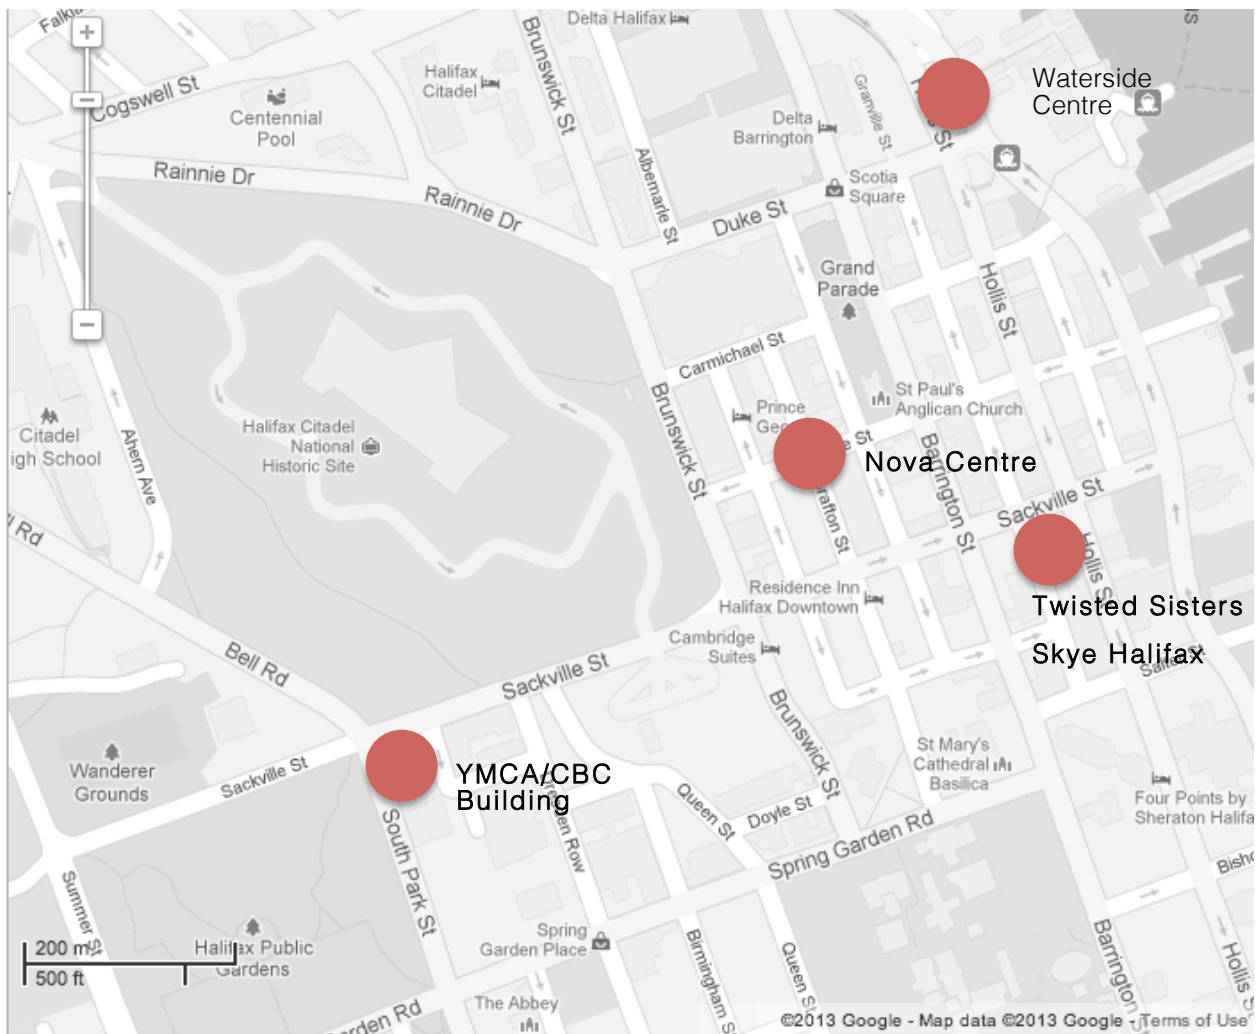 Delta Halifax
Brunswick St
Halifax
Citadel
Cogswell St
Centennial
Pool
Granville St
Waterside
Centre
Delta
Barrington
Albemarle St
Rainnie Dr
Rainnie Dr
Scotia
Square
Duke St
Grand
Parade
Hollis St
Carmichael St
St Paul's
Anglican Church
Prince
Brunswick St
Halifax Citadel
National
Historic Site
Citadel
igh School
Ahern Ave
Nova Centre
Barrington St
Sackville St
Hollis
Residence Inn
Halifax Downtown
Twisted Sisters
Skye Halifax
Cambridge
Suites
Bell Rd
Sackville St
Brunswick St
St Mary's
Cathedral
Basilica
Wanderer
Grounds
Sackville St
YMCA/CBC
Building
Queen St
Doyle St
Four Points by
Sheraton Halifa
Spring Garden Rd
South Park St
Summer St
Spring
Garden Place
200 m
500 ft
Halifax Public
Gardens
Birmingham S
Queen St
Barrington
Hollis
The Abbey
arden Rd
©2013 Google - Map data ©2013 Google - Terms of Use